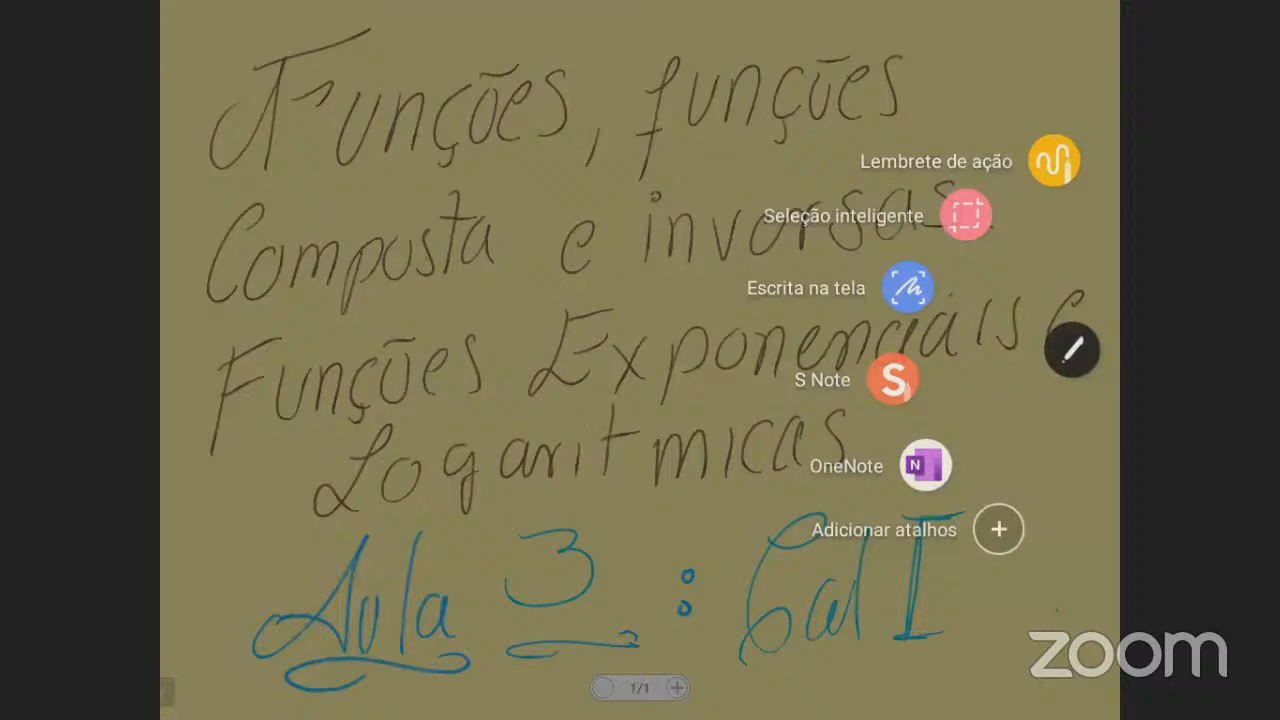 Funções, funções
Lembrete de ação
Composta e inversas
Seleção inteligente
Escrita na tela
Funções Exponenciais e
S Note
Logarítmicas
OneNote
Adicionar atalhos
Aula 3 : Cal I
zoom
1/1